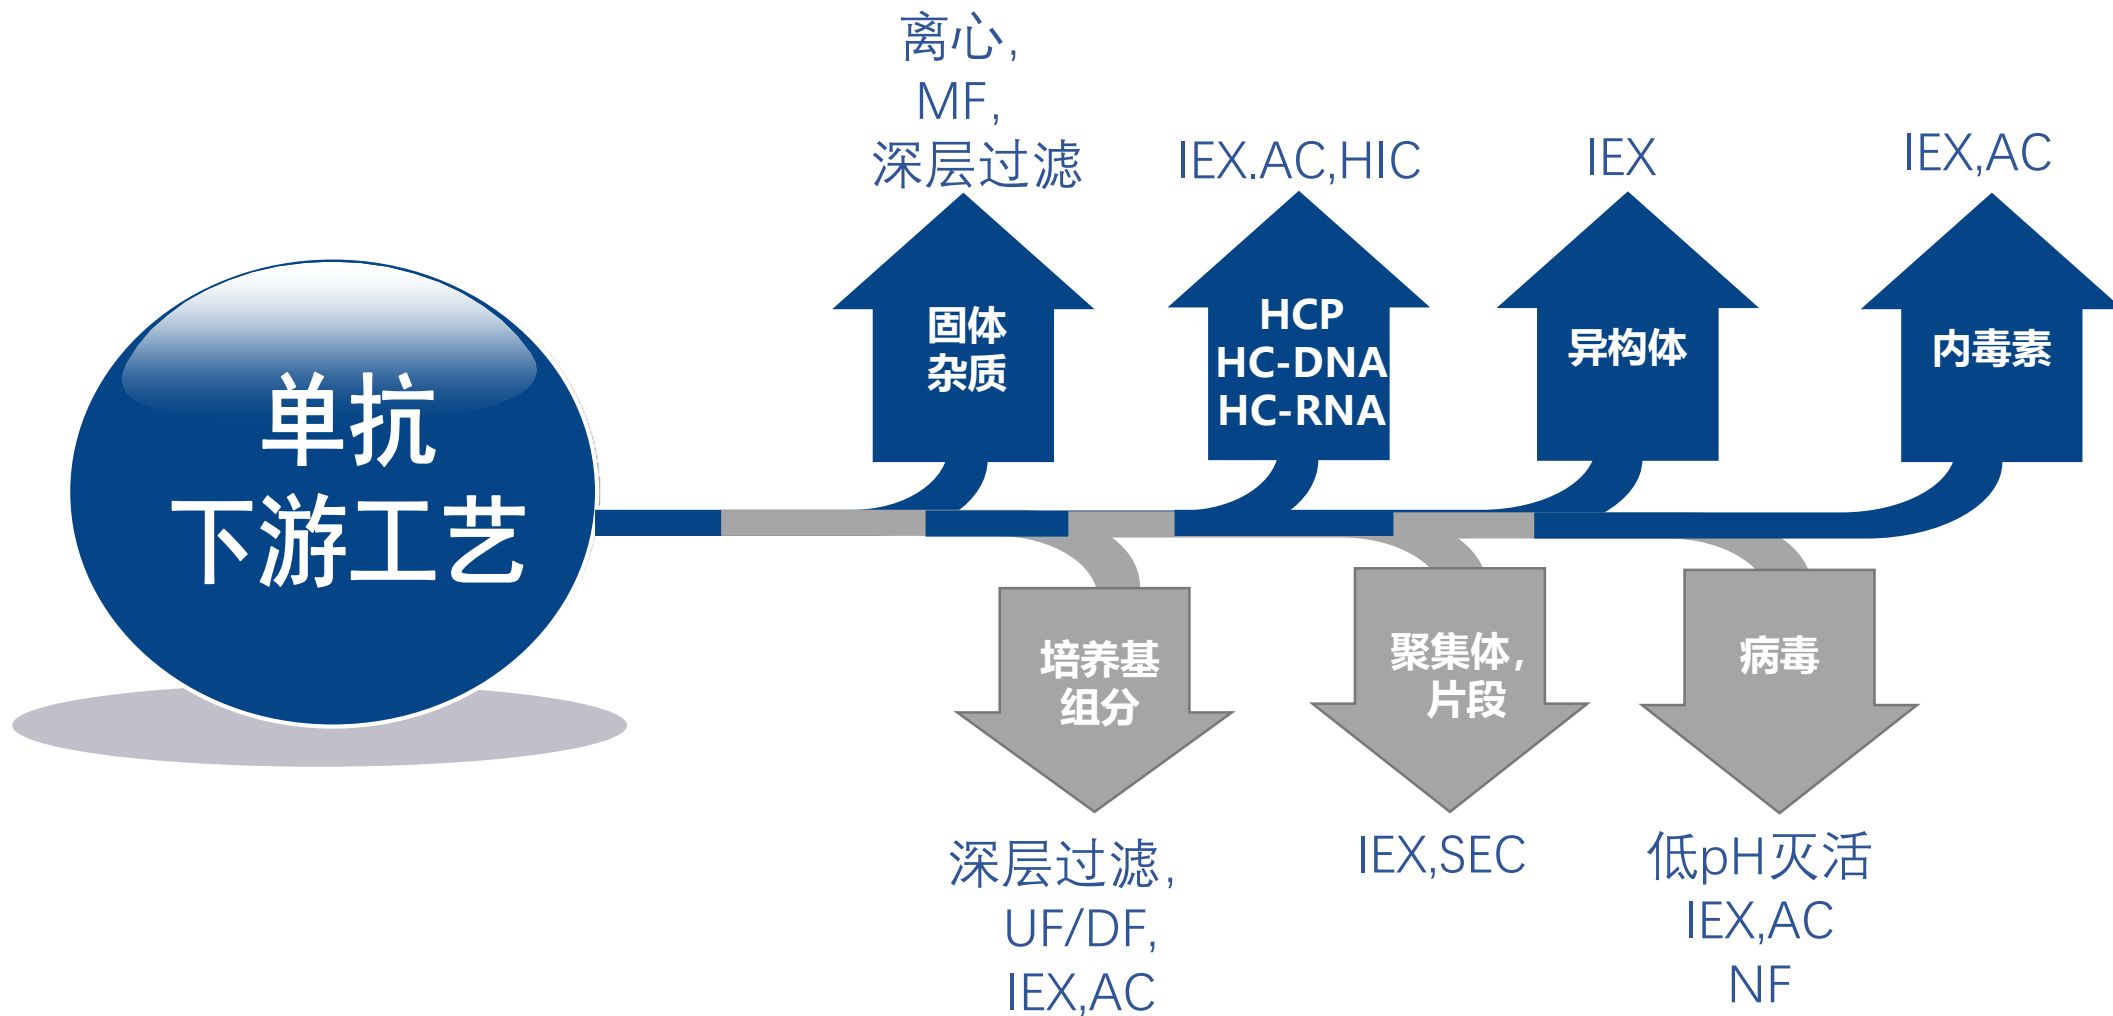 单抗
下游工艺
离心,
MF,
深层过滤
固体
杂质
IEX.AC,HIC
HCP
HC-DNA
HC-RNA
IEX
异构体
IEX,AC
内毒素
培养基
组分
深层过滤,
UF/DF,
IEX,AC
聚集体,
片段
IEX,SEC
病毒
低pH灭活
IEX,AC
NF